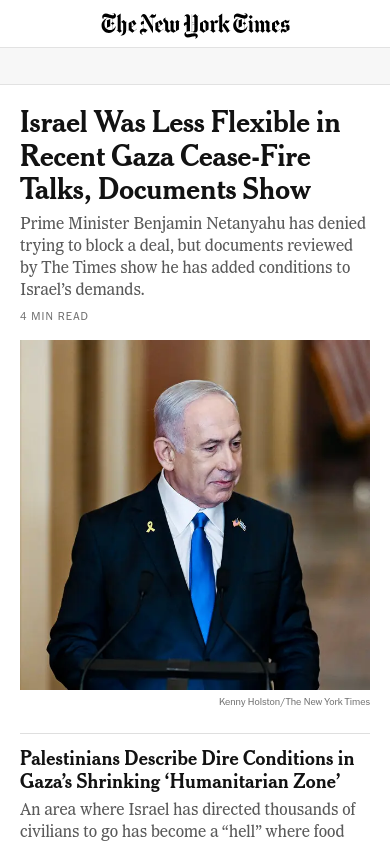 The New York Times
Israel Was Less Flexible in
Recent Gaza Cease-Fire
Talks, Documents Show
Prime Minister Benjamin Netanyahu has denied
trying to block a deal, but documents reviewed
by The Times show he has added conditions to
Israel’s demands.
4 MIN READ
Kenny Holston/The New York Times
Palestinians Describe Dire Conditions in
Gaza’s Shrinking ‘Humanitarian Zone’
An area where Israel has directed thousands of
civilians to go has become a “hell” where food